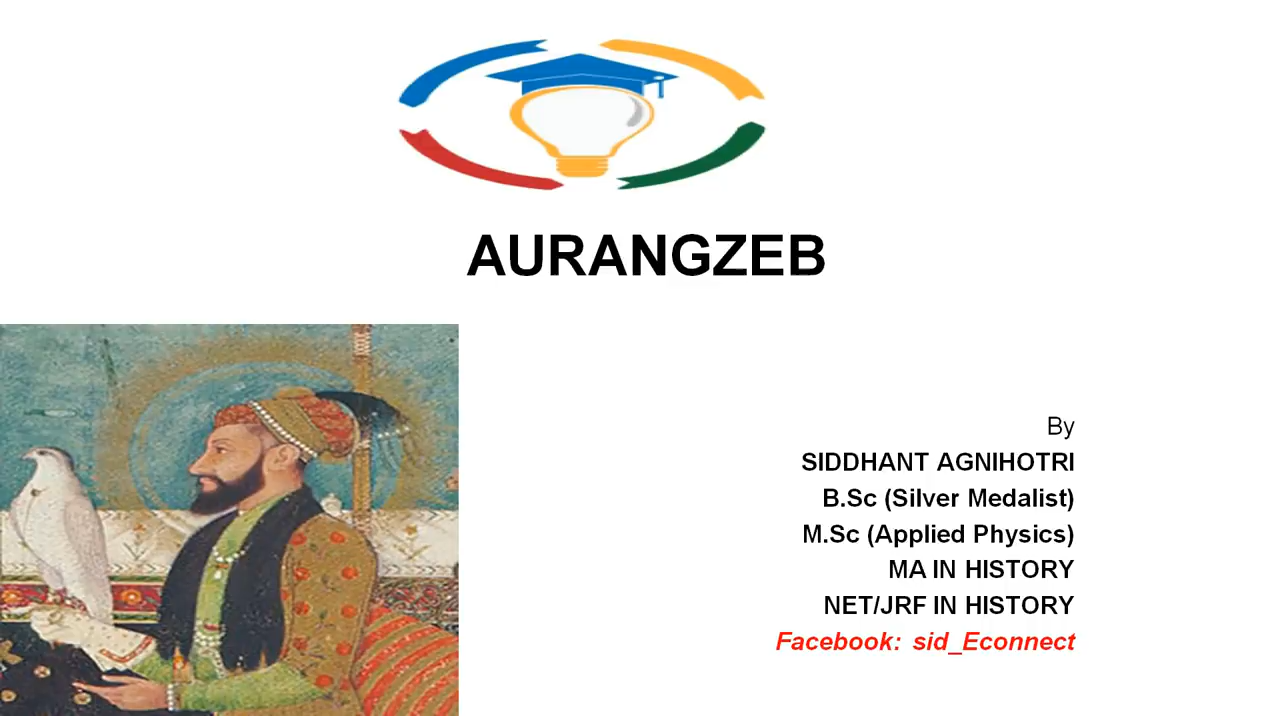 AURANGZEB
By
SIDDHANT AGNIHOTRI
B.Sc (Silver Medalist)
M.Sc (Applied Physics)
MA IN HISTORY
NET/JRF IN HISTORY
Facebook: sid_Econnect